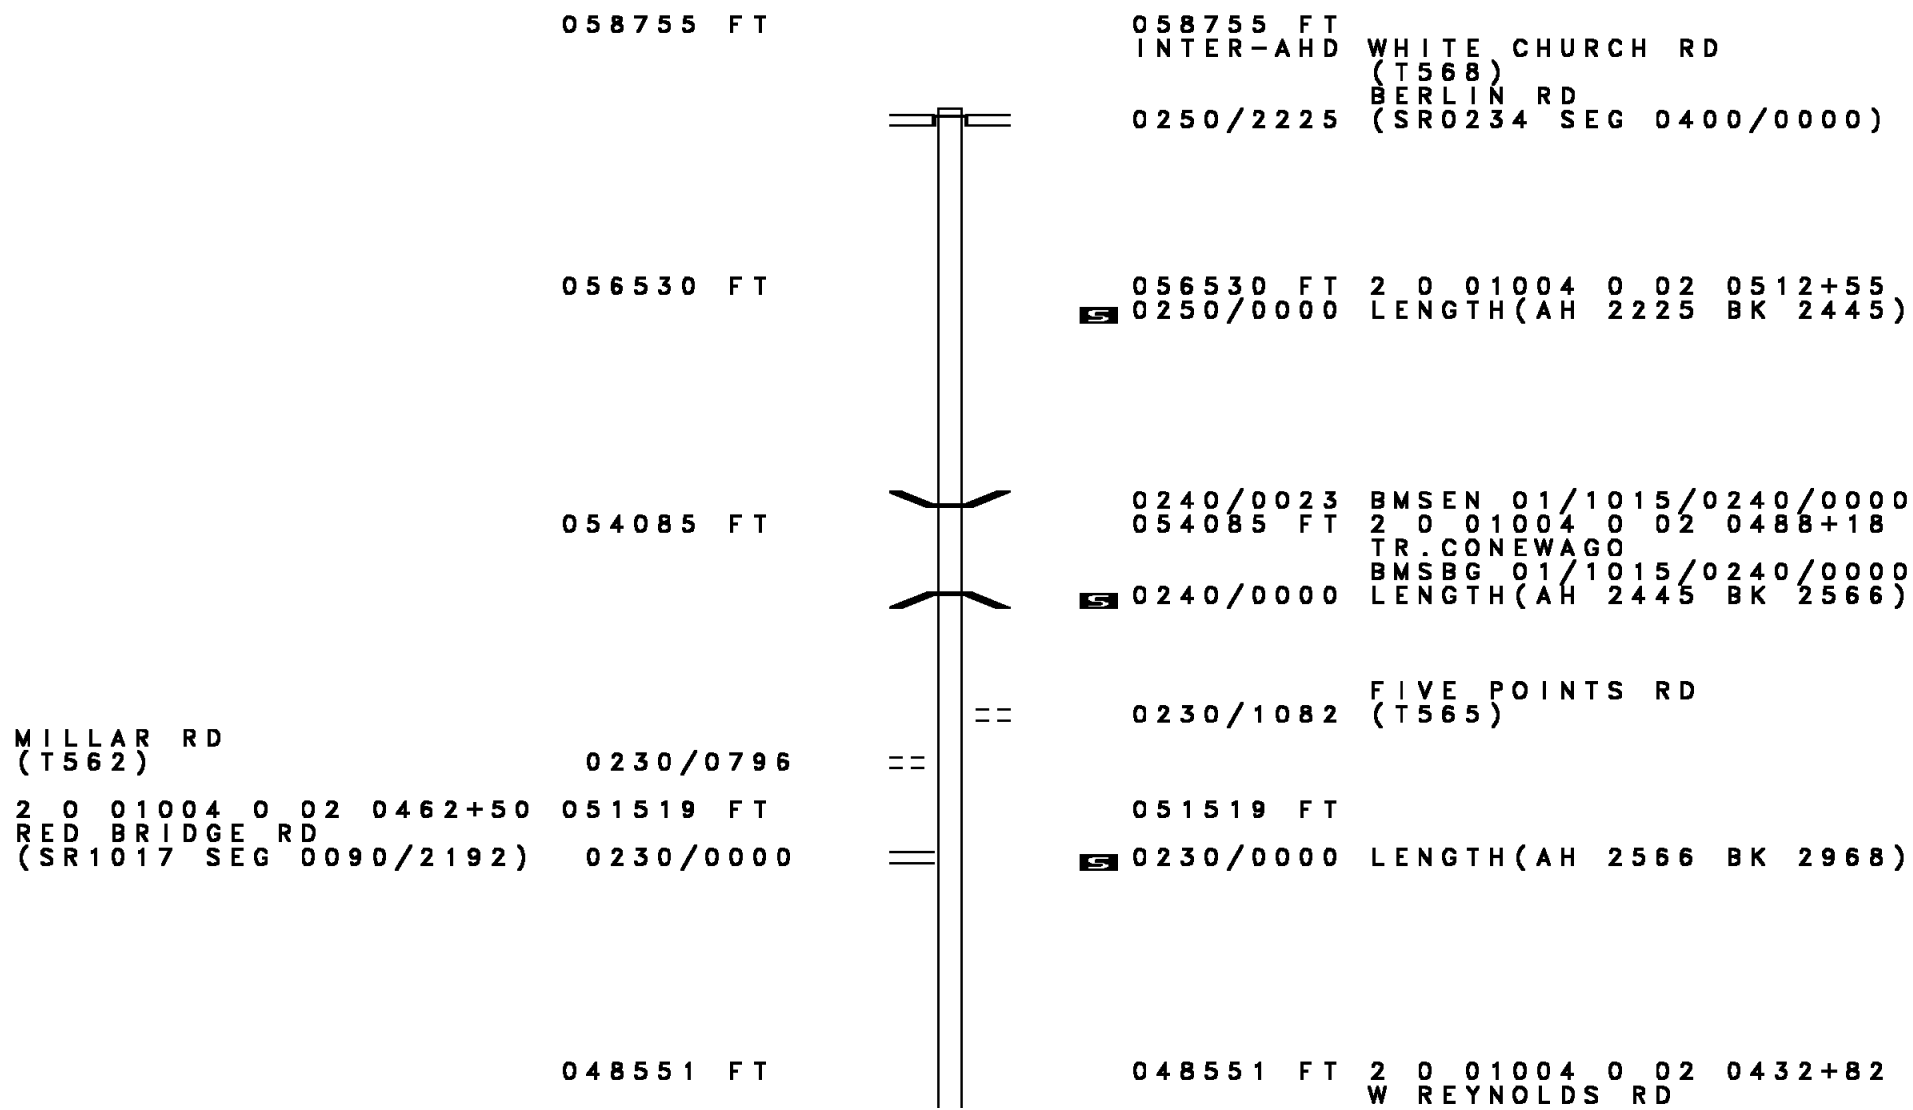 058755 FT 058755 FT
INTER-AHD WHITE CHURCH RD
(T568)
BERLIN RD
0250/2225 (SR0234 SEG 0400/0000)
056530 FT 056530 FT 2 0 01004 0 02 0512+55
S 0250/0000 LENGTH(AH 2225 BK 2445)
0240/0023 BMSEN 01/1015/0240/0000
054085 FT 054085 FT 2 0 01004 0 02 0488+18
TR.CONEWAGO
BMSBG 01/1015/0240/0000
S 0240/0000 LENGTH(AH 2445 BK 2566)
FIVE POINTS RD
0230/1082 (T565)
MILLAR RD
(T562) 0230/0796
2 0 01004 0 02 0462+50 051519 FT 051519 FT
RED BRIDGE RD
(SR1017 SEG 0090/2192) 0230/0000 S 0230/0000 LENGTH(AH 2566 BK 2968)
048551 FT 048551 FT 2 0 01004 0 02 0432+82
W REYNOLDS RD